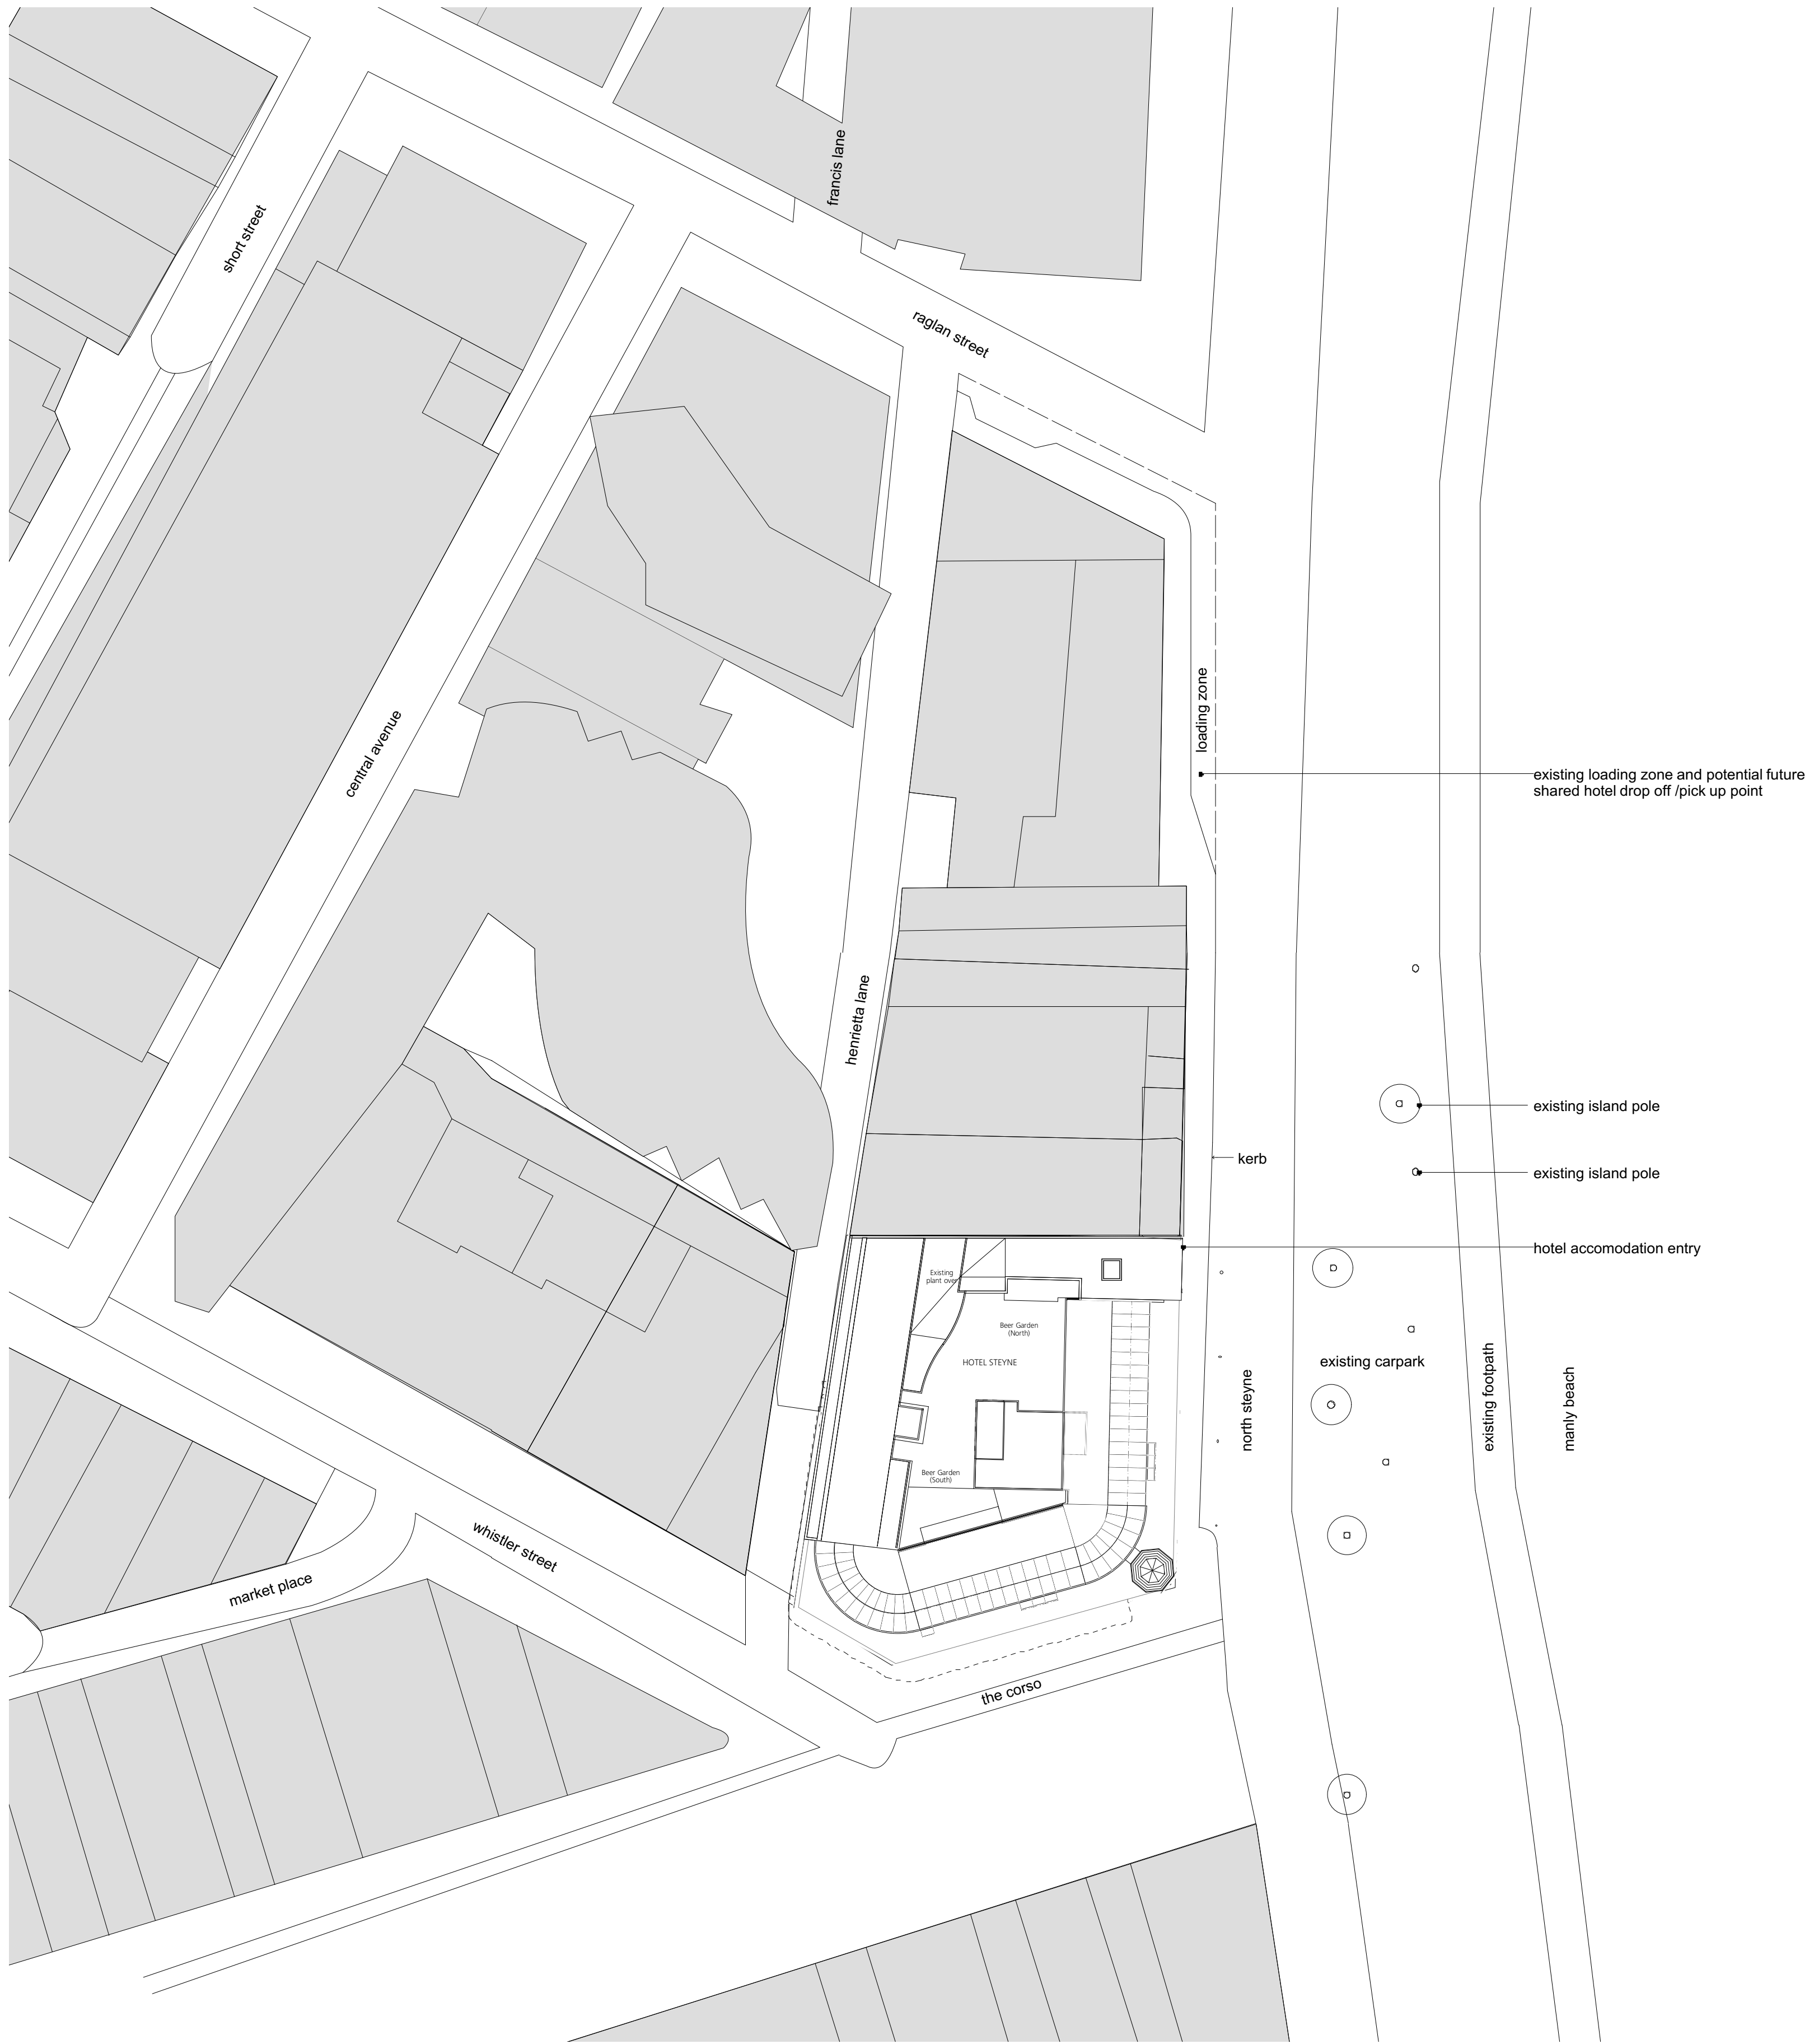 francis lane
short street
raglan street
loading zone
central avenue
existing loading zone and potential future
shared hotel drop off /pick up point
henrietta lane
existing island pole
kerb
existing island pole
hotel accomodation entry
Existing
plant over
Beer Garden
(North)
HOTEL STEYNE
existing carpark
north steyne
existing footpath
manly beach
Beer Garden
(South)
whistler street
market place
the corso